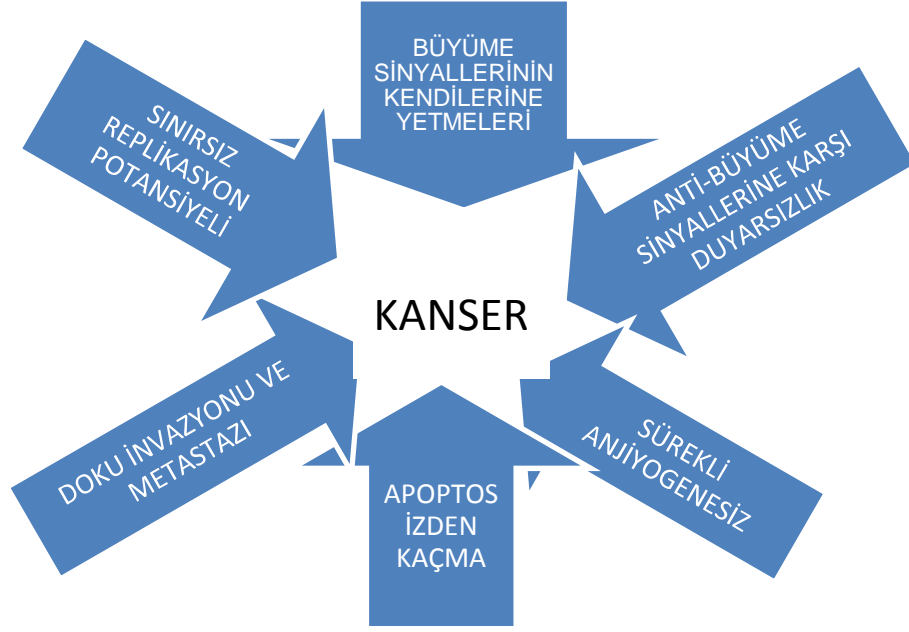 BÜYÜME
SİNYALLERİNİN
KENDİLERİNE
YETMELERİ
SINIRSIZ
REPLİKASYON
POTANSİYELİ
ANTİ-BÜYÜME
SİNYALLERİNE KARŞI
DUYARSIZLIK
KANSER
DOKU İNVAZYONU VE
METASTAZI
APOPTOS
İZDEN
KAÇMA
SÜREKLİ
ANJİYOGENESİZ